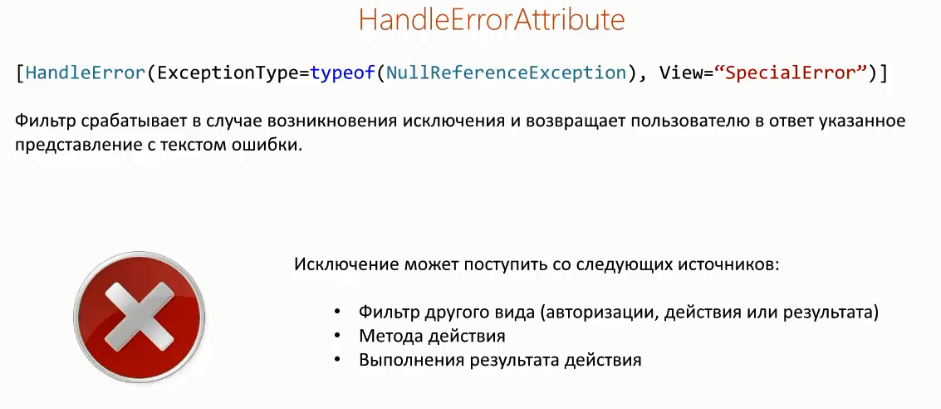 HandleErrorAttribute
[HandleError(ExceptionType=typeof(NullReferenceException), View=“SpecialError”)]
Фильтр срабатывает в случае возникновения исключения и возвращает пользователю в ответ указанное
представление с текстом ошибки.
Исключение может поступить со следующих источников:
• Фильтр другого вида (авторизации, действия или результата)
• Метода действия
• Выполнения результата действия